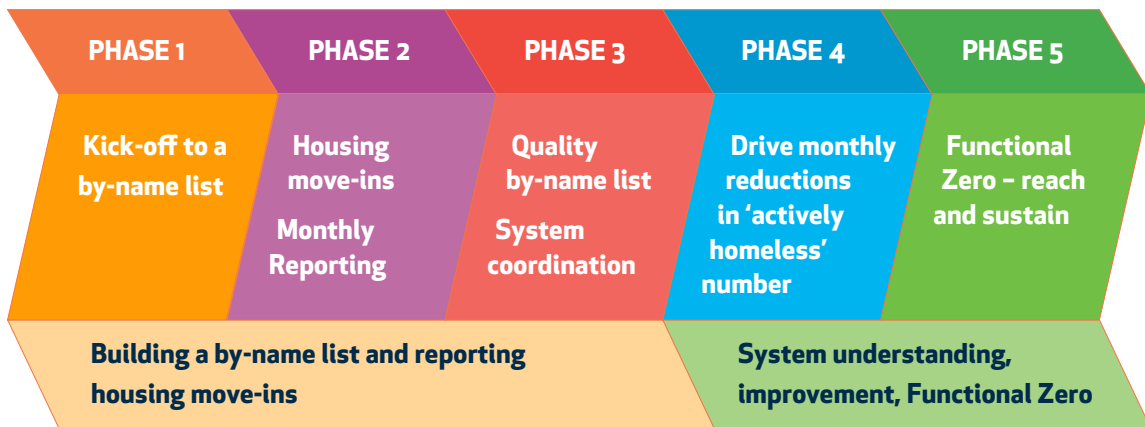 PHASE 1
PHASE 2
PHASE 3
PHASE 4
PHASE 5
Kick-off to a
by-name list
Housing
move-ins
Monthly
Reporting
Quality
by-name list
System
coordination
Drive monthly
reductions
in ‘actively
homeless’
number
Functional
Zero – reach
and sustain
Building a by-name list and reporting
housing move-ins
System understanding,
improvement, Functional Zero